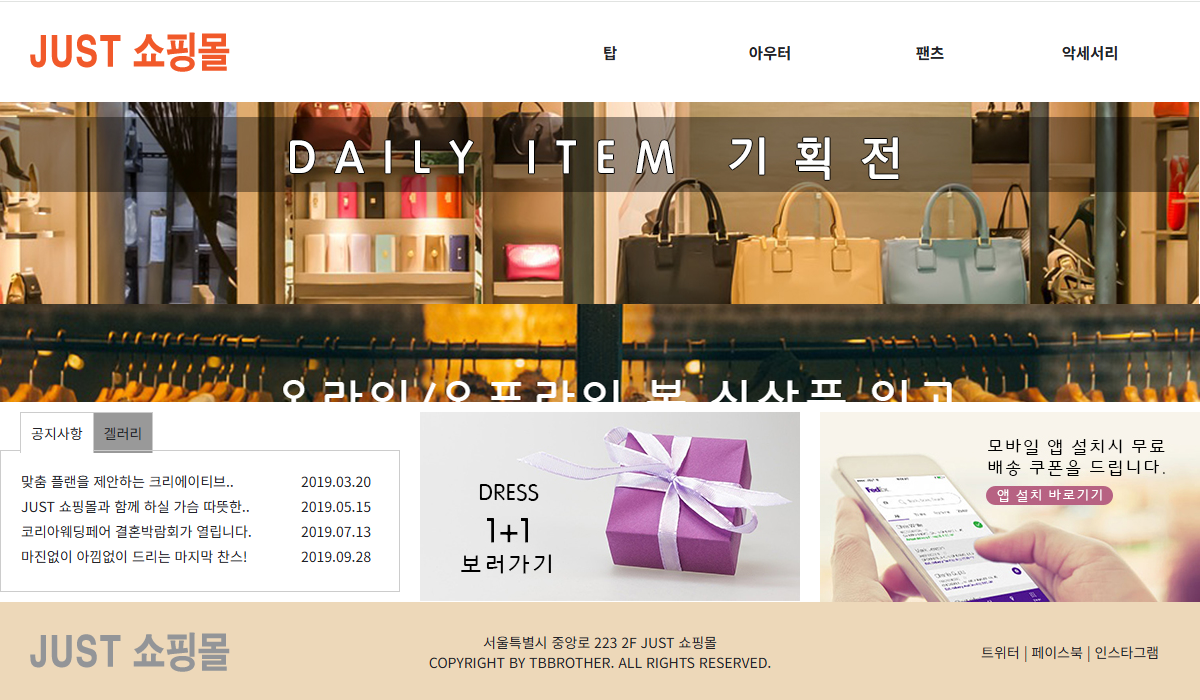 JUST 쇼핑몰
탑 아우터 팬츠 악세서리
DAILY ITEM 기획전
공지사항 겔러리
맞춤 플랜을 제안하는 크리에이티브.. 2019.03.20
JUST 쇼핑몰과 함께 하실 가슴 따뜻한.. 2019.05.15
코리아웨딩페어 결혼박람회가 열립니다. 2019.07.13
마진없이 아낌없이 드리는 마지막 찬스! 2019.09.28
DRESS
1+1
보러가기
모바일 앱 설치시 무료
배송 쿠폰을 드립니다.
앱 설치 바로기기
FedEx
JUST 쇼핑몰
서울특별시 중앙로 223 2F JUST 쇼핑몰
COPYRIGHT BY TBBROTHER. ALL RIGHTS RESERVED.
트위터 | 페이스북 | 인스타그램